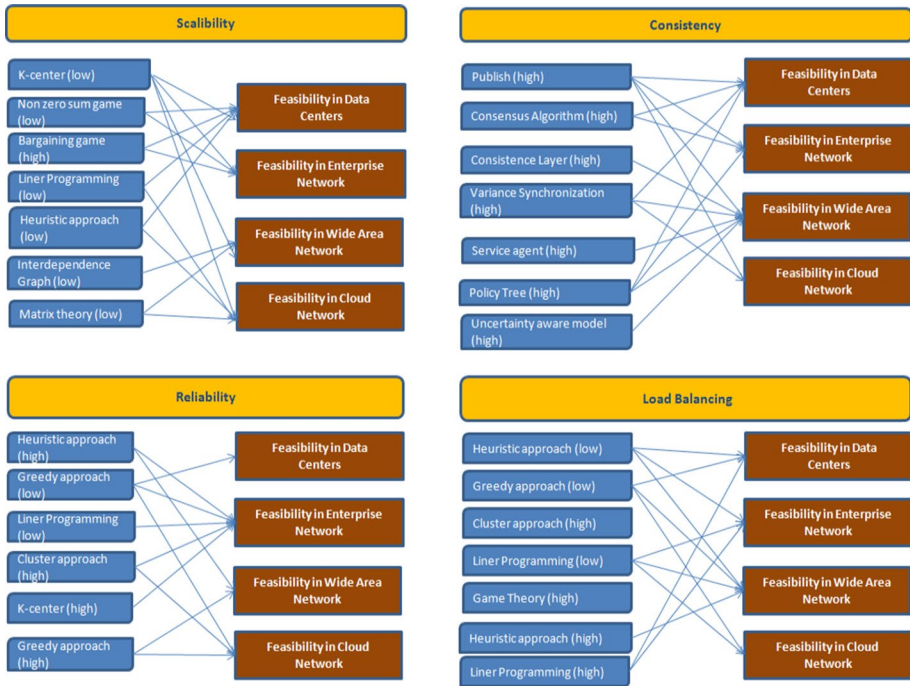 Scalibility
K-center (low)
Non zero sum game
(low)
Bargaining game
(high)
Liner Programming
(low)
Heuristic approach
(low)
Interdependence
Graph (low)
Matrix theory (low)
Feasibility in Data
Centers
Feasibility in Enterprise
Network
Feasibility in Wide Area
Network
Feasibility in Cloud
Network
Consistency
Publish (high)
Consensus Algorithm (high)
Consistence Layer (high)
Variance Synchronization
(high)
Service agent (high)
Policy Tree (high)
Uncertainty aware model
(high)
Feasibility in Data
Centers
Feasibility in Enterprise
Network
Feasibility in Wide Area
Network
Feasibility in Cloud
Network
Reliability
Heuristic approach
(high)
Greedy approach
(low)
Liner Programming
(low)
Cluster approach
(high)
K-center (high)
Greedy approach
(high)
Feasibility in Data
Centers
Feasibility in Enterprise
Network
Feasibility in Wide Area
Network
Feasibility in Cloud
Network
Load Balancing
Heuristic approach (low)
Greedy approach (low)
Cluster approach (high)
Liner Programming (low)
Game Theory (high)
Heuristic approach (high)
Liner Programming (high)
Feasibility in Data
Centers
Feasibility in Enterprise
Network
Feasibility in Wide Area
Network
Feasibility in Cloud
Network